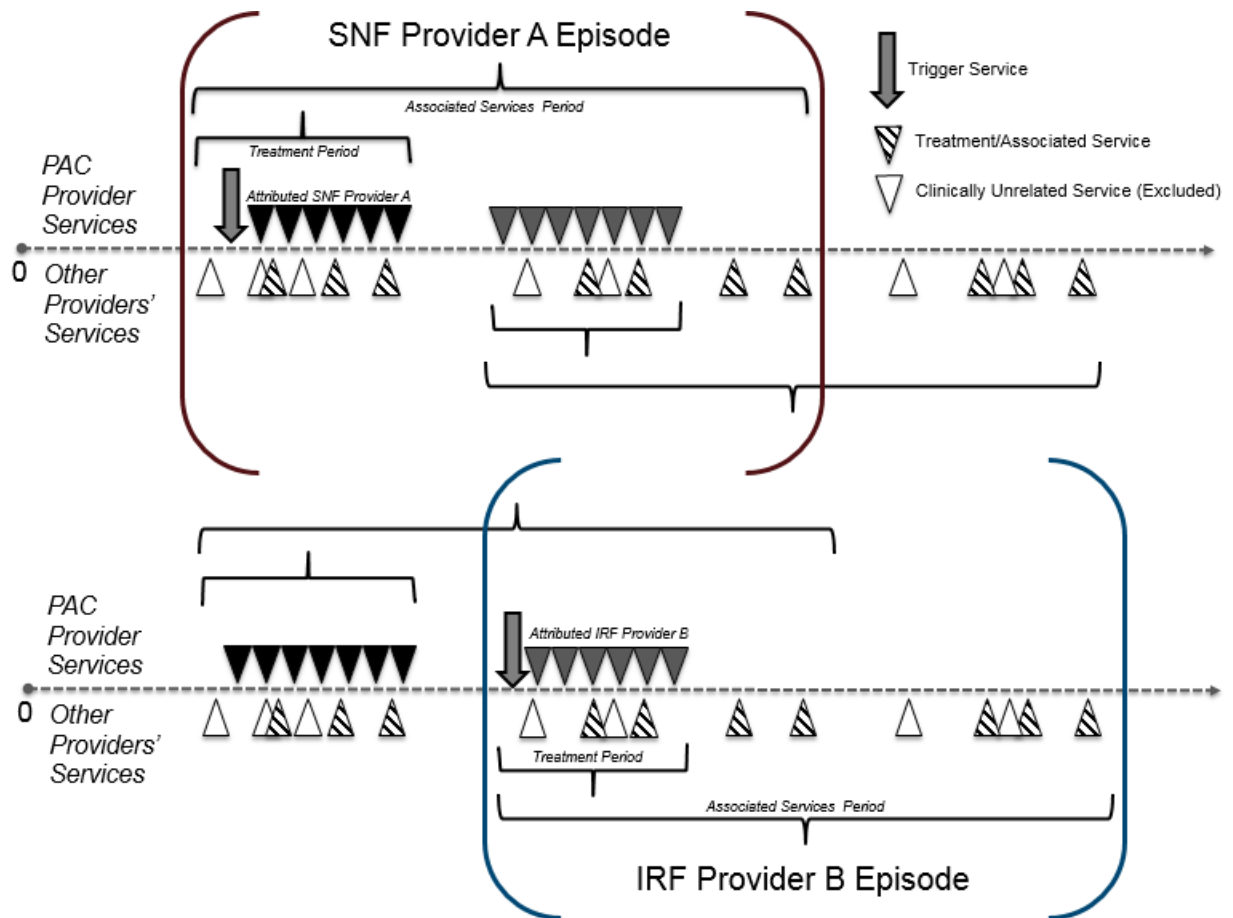 SNF Provider A Episode
Associated Services Period
Treatment Period
Attributed SNF Provider A
Trigger Service
Treatment/Associated Service
Clinically Unrelated Service (Excluded)
PAC
Provider
Services
0
Other
Providers’
Services
PAC
Provider
Services
Attributed IRF Provider B
0
Other
Providers’
Services
Treatment Period
Associated Services Period
IRF Provider B Episode